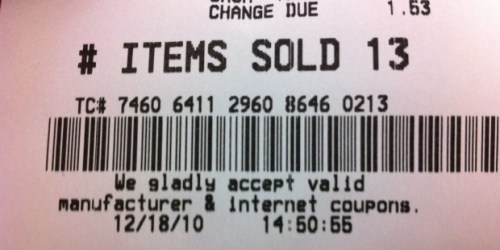 CHANGE DUE 1.53
# ITEMS SOLD 13
TC# 7460 6411 2960 8646 0213
We gladly accept valid
manufacturer & internet coupons.
12/18/10 14:50:55